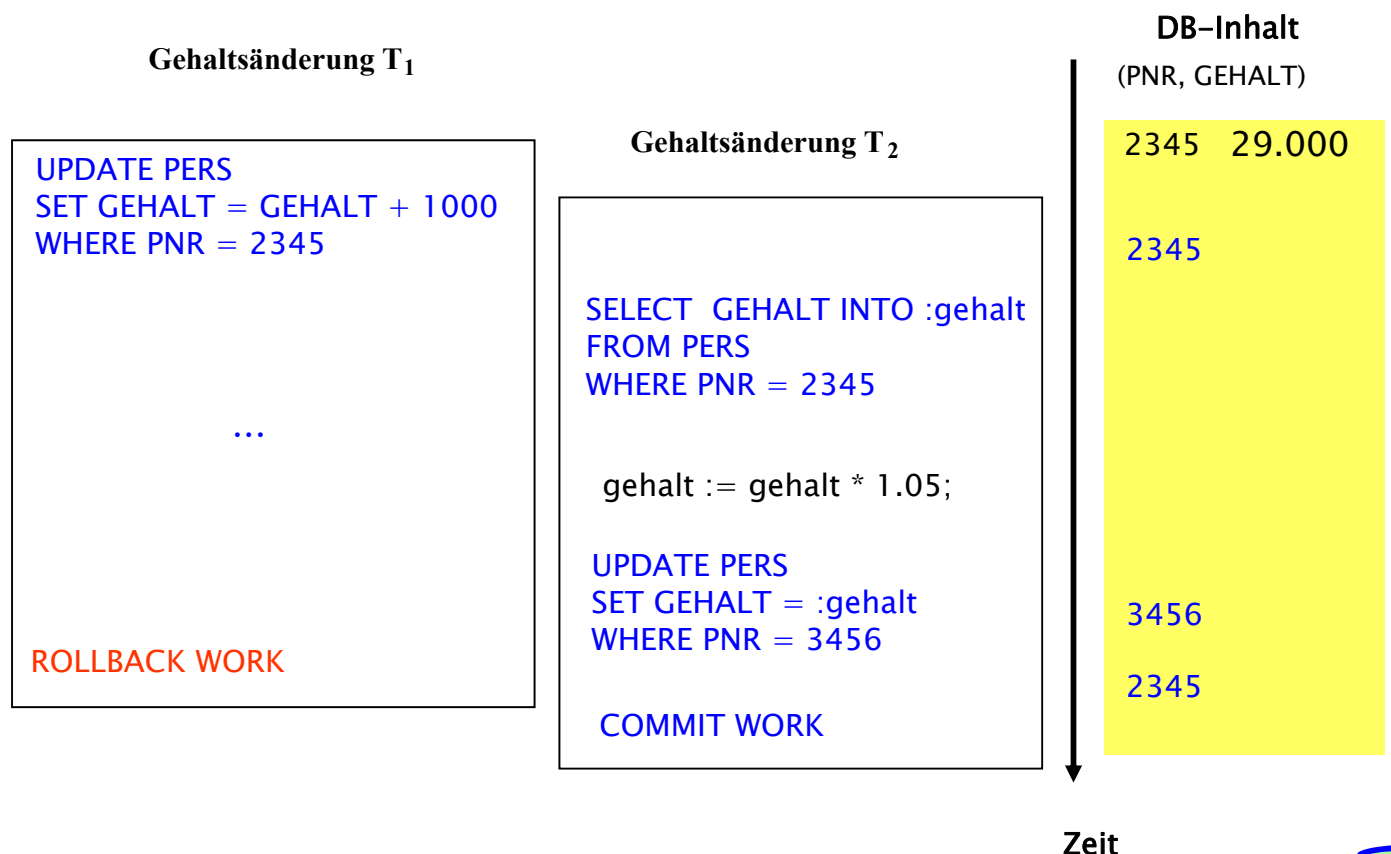 Gehaltsänderung T1
UPDATE PERS
SET GEHALT = GEHALT + 1000
WHERE PNR = 2345
...
ROLLBACK WORK
Gehaltsänderung T2
SELECT  GEHALT INTO :gehalt
FROM PERS
WHERE PNR = 2345
gehalt := gehalt * 1.05;
UPDATE PERS
SET GEHALT = :gehalt
WHERE PNR = 3456
COMMIT WORK
DB-Inhalt
(PNR, GEHALT)
2345 29.000
2345
3456
2345
Zeit